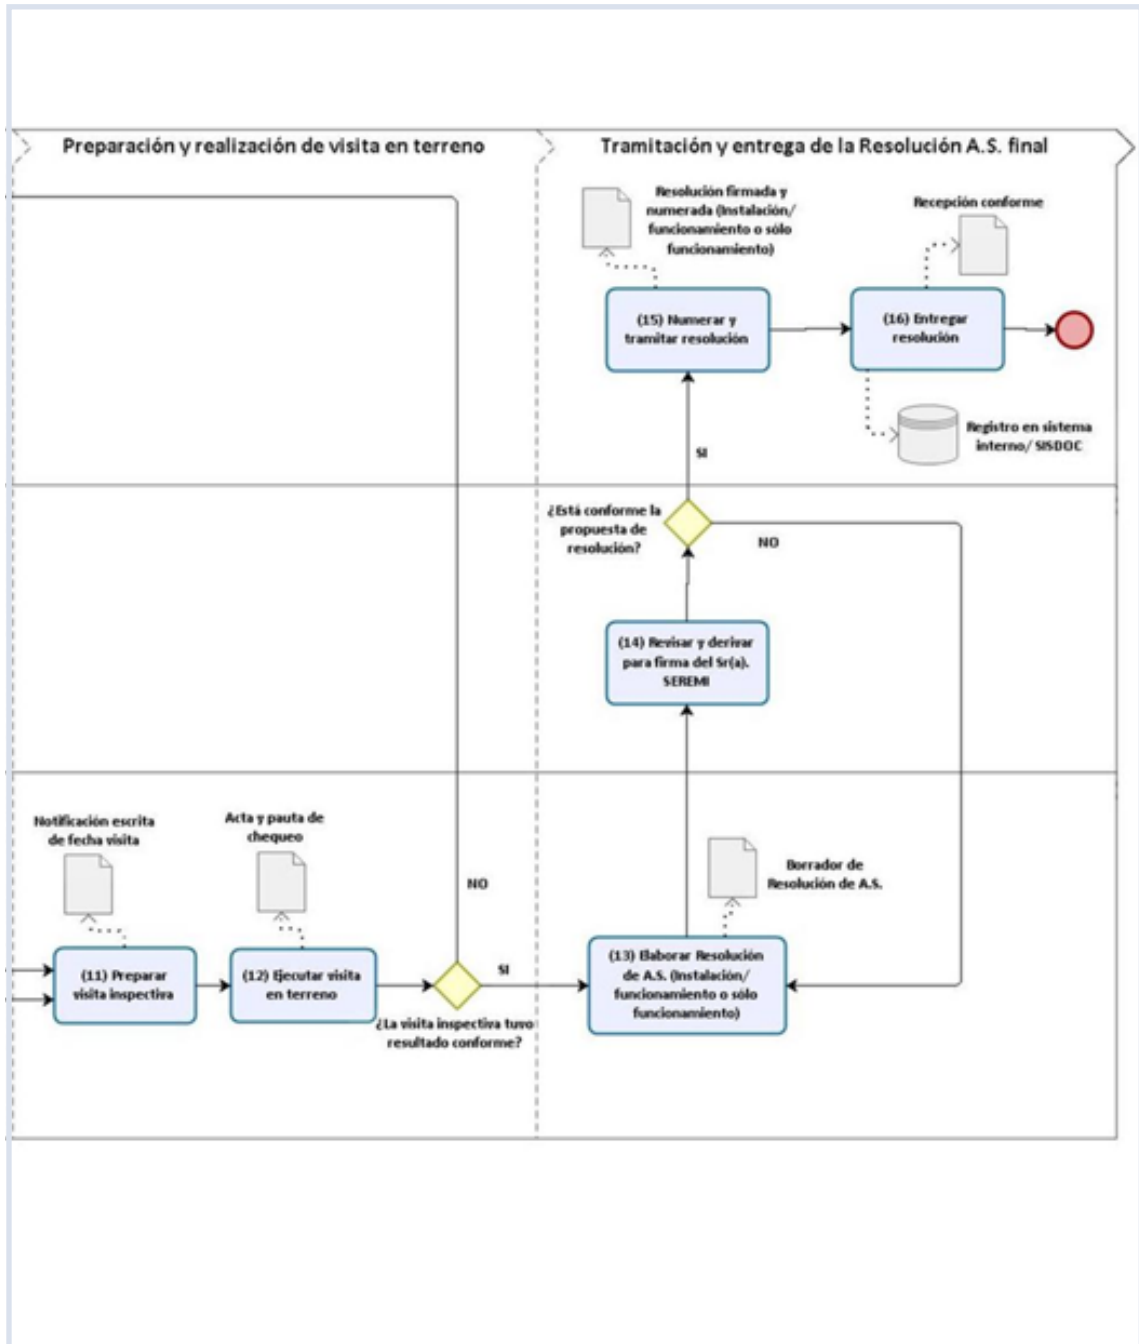 Preparación y realización de visita en terreno
Tramitación y entrega de la Resolución A.S. final
Resolución firmada y
numerada (Instalación/
funcionamiento o sólo
funcionamiento)
Recepción conforme
(15) Numerar y
tramitar resolución
(16) Entregar
resolución
Registro en sistema
interno/ SISDOC
SI
¿Está conforme la
propuesta de
resolución?
NO
(14) Revisar y derivar
para firma del Sr(a).
SEREMI
Notificación escrita
de fecha visita
Acta y pauta de
chequeo
NO
Borrador de
Resolución de A.S.
(11) Preparar
visita inspectiva
(12) Ejecutar visita
en terreno
SI
¿La visita inspectiva tuvo
resultado conforme?
(13) Elaborar Resolución
de A.S. (Instalación/
funcionamiento o sólo
funcionamiento)